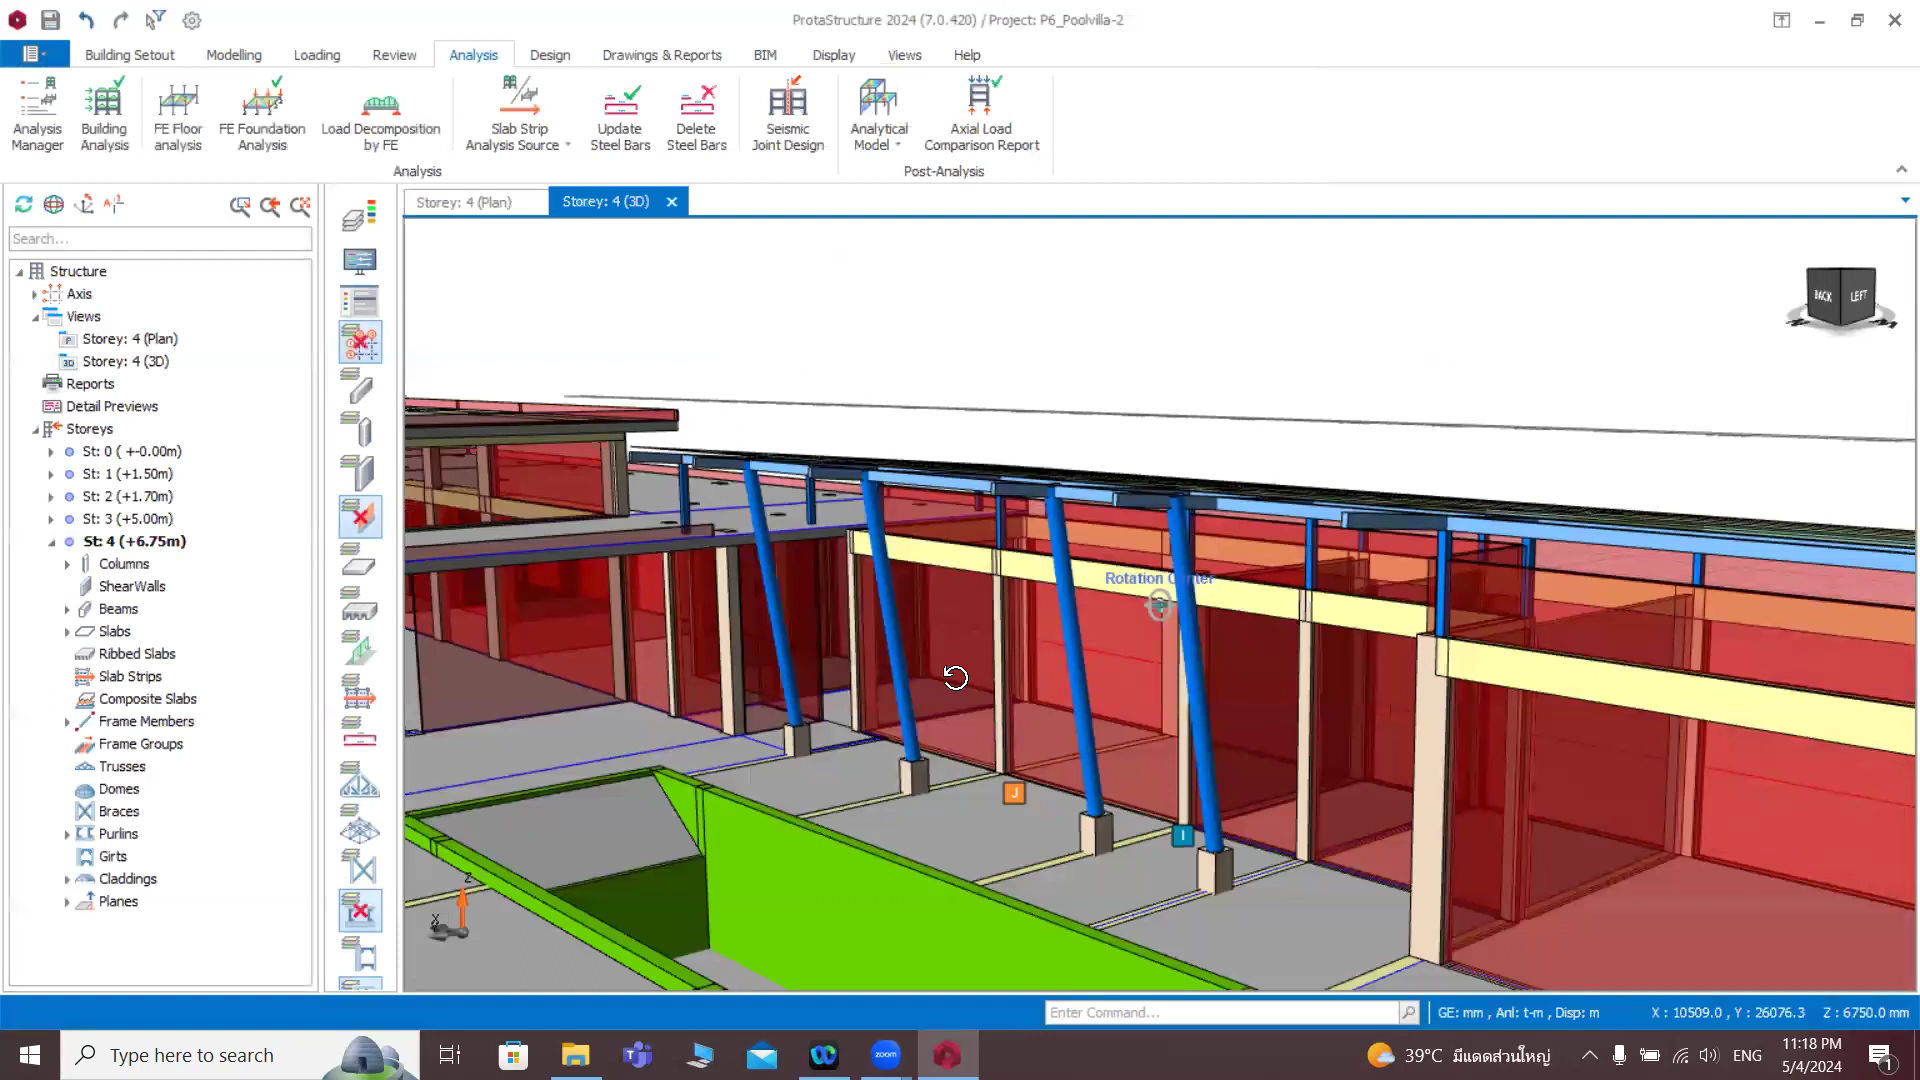 ProtaStructure 2024 (7.0.420) / Project: P6_Poolvilla-2
Building Setout
Modelling
Loading
Review
Analysis
Design
Drawings & Reports
BIM
Display
Views
Help
Analysis Manager
Building Analysis
FE Floor analysis
FE Foundation Analysis
Load Decomposition by FE
Slab Strip Analysis Source
Update Steel Bars
Delete Steel Bars
Seismic Joint Design
Analytical Model
Axial Load Comparison Report
Analysis
Post-Analysis
Search...
Structure
Axis
Views
Storey: 4 (Plan)
Storey: 4 (3D)
Reports
Detail Previews
Storeys
St: 0 ( +-0.00m)
St: 1 (+1.50m)
St: 2 (+1.70m)
St: 3 (+5.00m)
St: 4 (+6.75m)
Columns
ShearWalls
Beams
Slabs
Ribbed Slabs
Slab Strips
Composite Slabs
Frame Members
Frame Groups
Trusses
Domes
Braces
Purlins
Girts
Claddings
Planes
Storey: 4 (Plan)
Storey: 4 (3D)
BACK
LEFT
Rotation Center
J
I
Z
X
Enter Command...
GE: mm , Anl: t-m , Disp: m
X : 10509.0 , Y : 26076.3
Z : 6750.0 mm
Type here to search
zoom
39°C มีแดดส่วนใหญ่
ENG
11:18 PM
5/4/2024
1